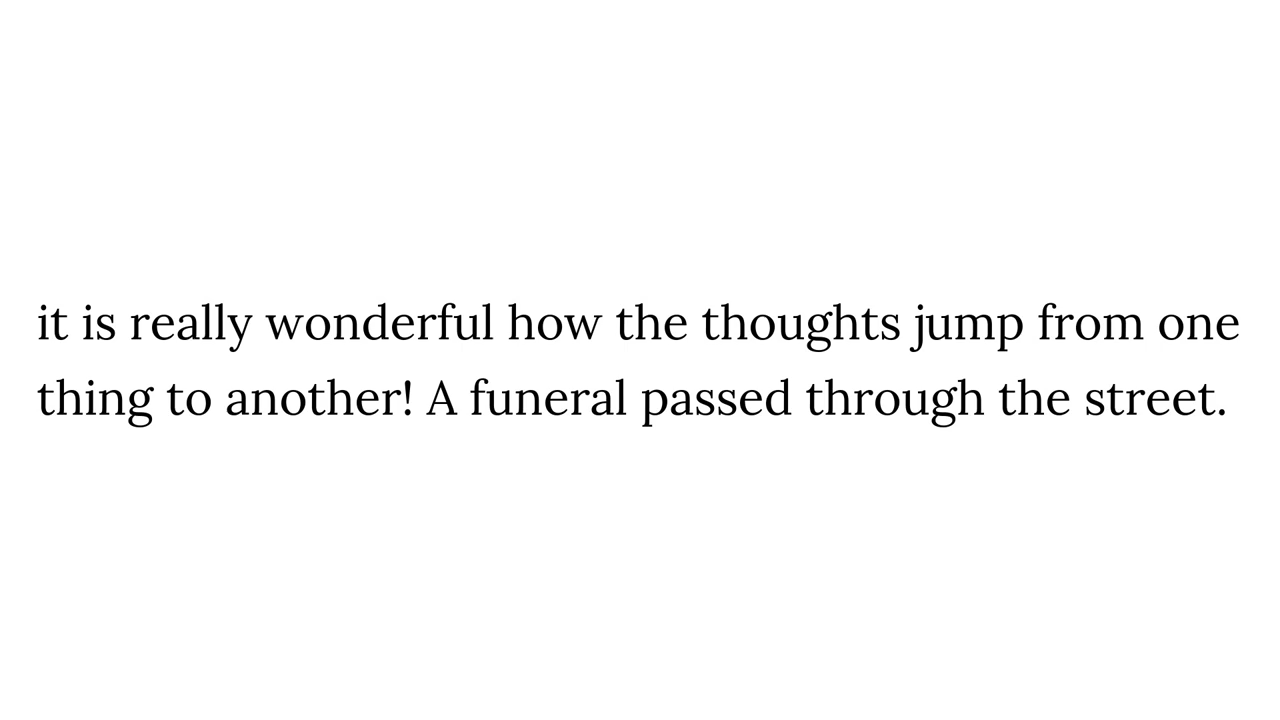 it is really wonderful how the thoughts jump from one
thing to another! A funeral passed through the street.